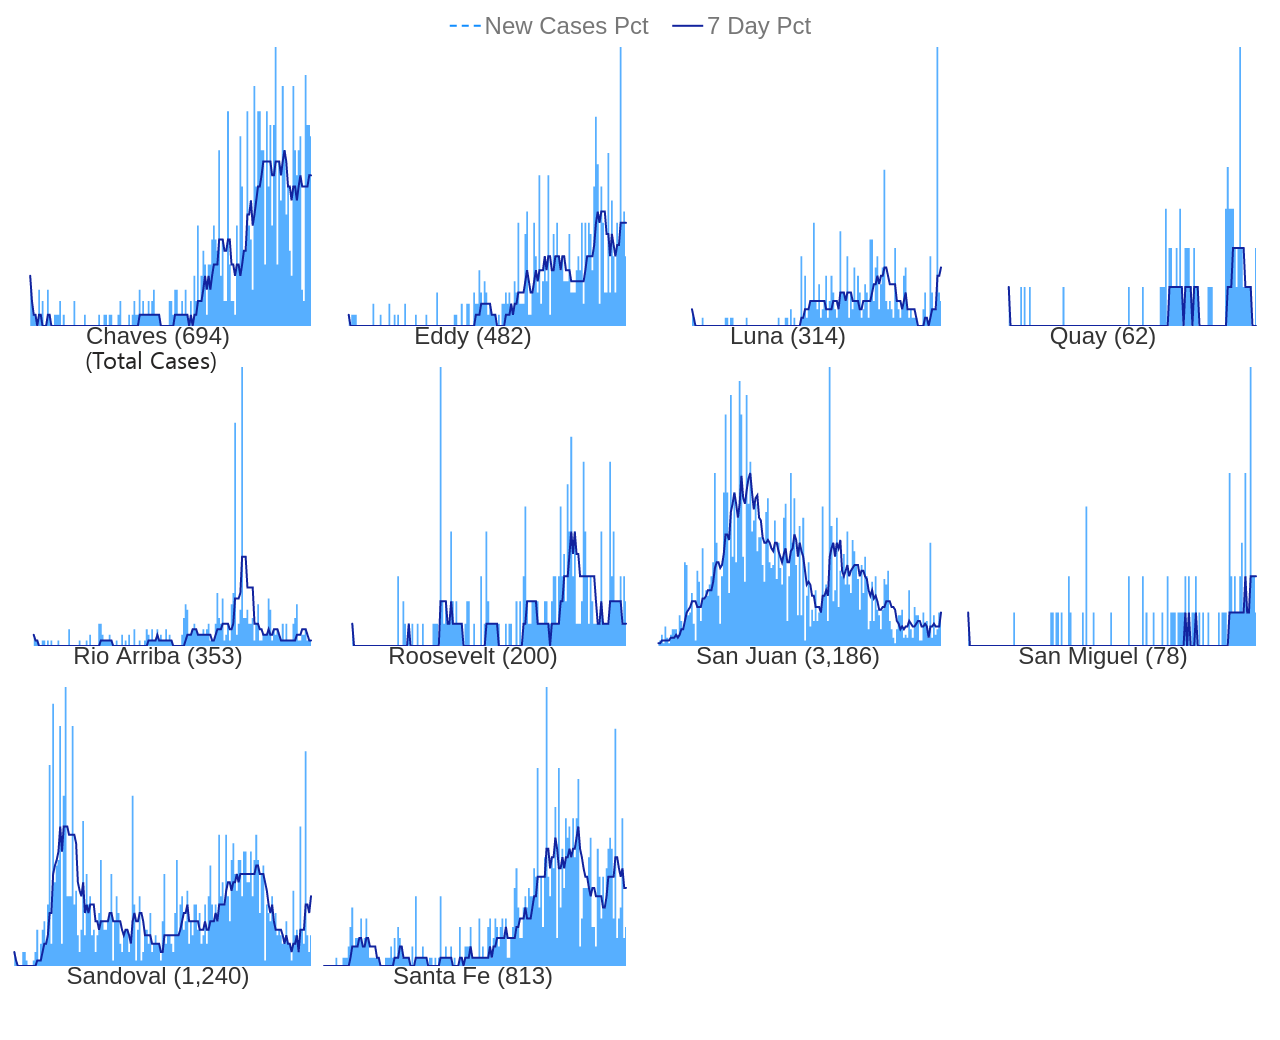 New Cases Pct 7 Day Pct
Chaves (694) Eddy (482) Luna (314) Quay (62)
(Total Cases)
Rio Arriba (353) Roosevelt (200) San Juan (3,186) San Miguel (78)
Sandoval (1,240) Santa Fe (813)